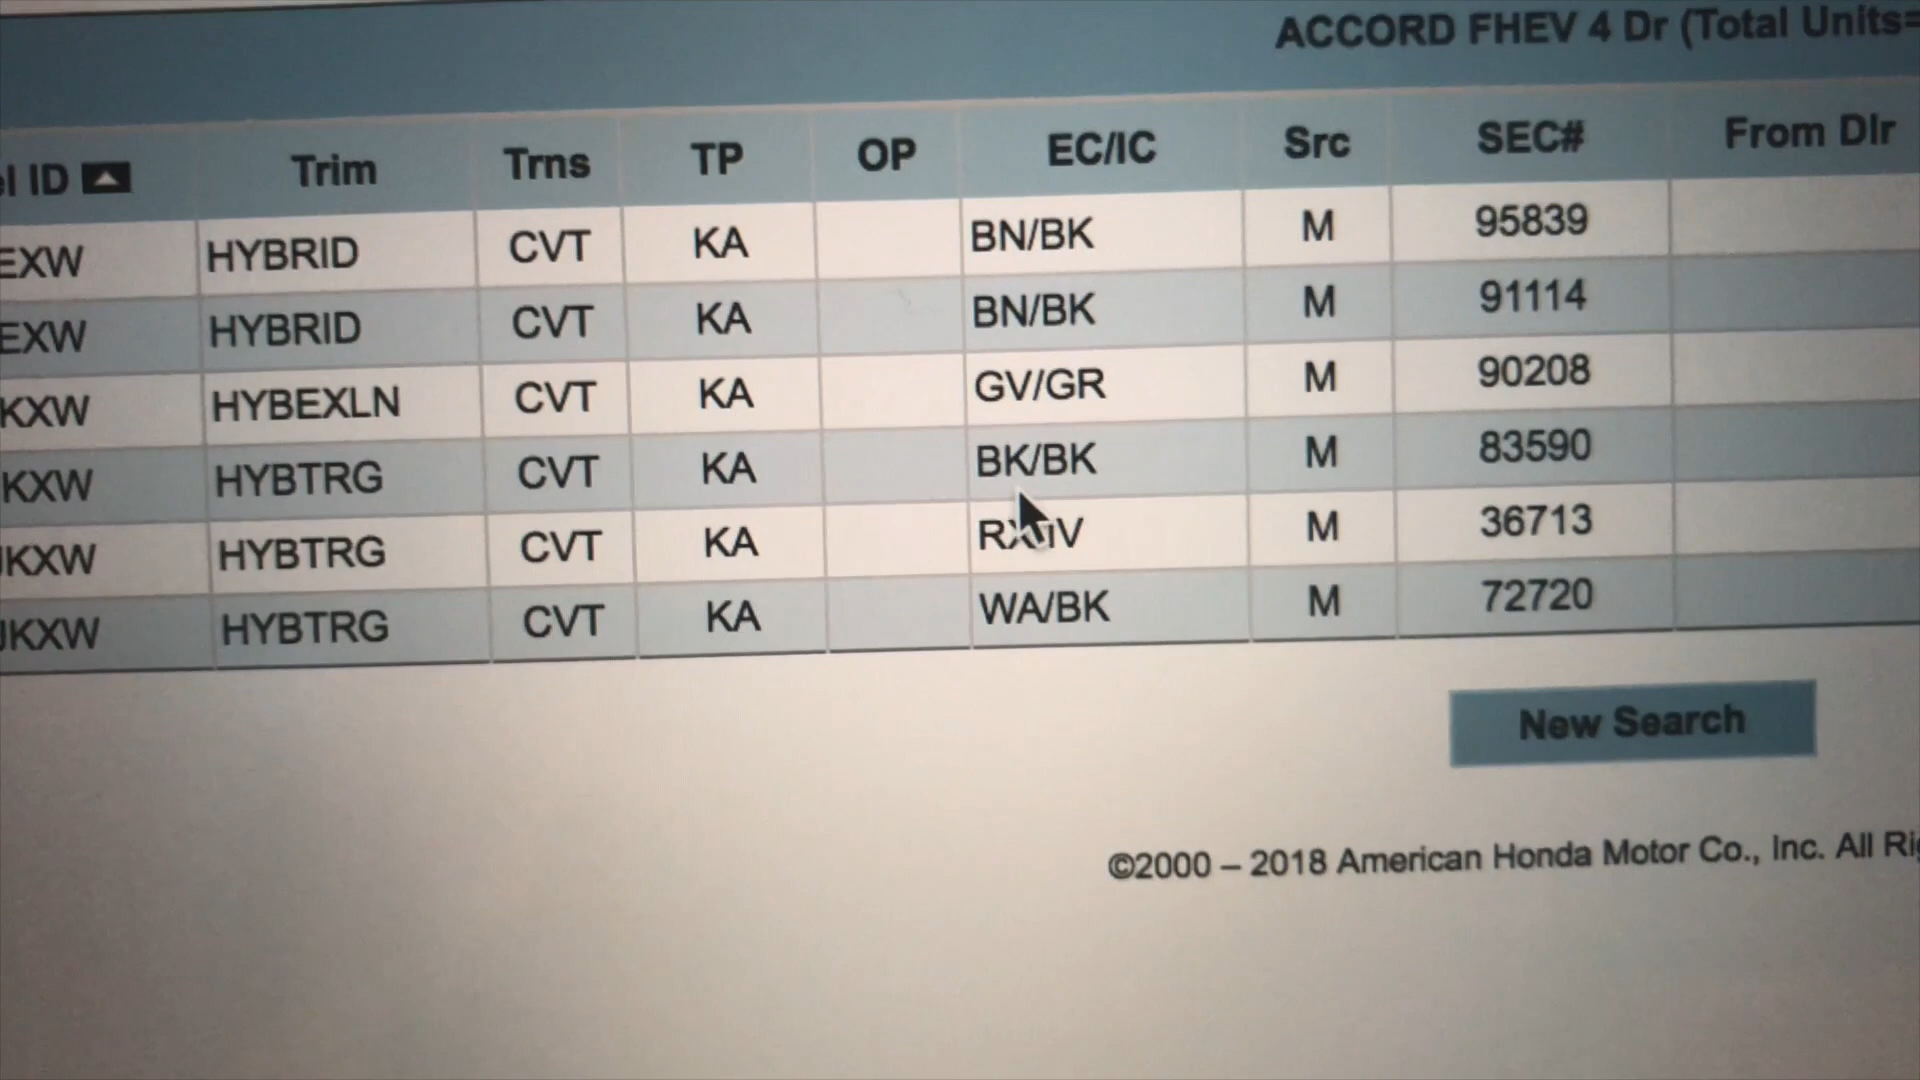 ACCORD FHEV 4 Dr (Total Units=
ID Trim Trns TP OP EC/IC Src SEC# From Dlr
EXW HYBRID CVT KA BN/BK M 95839
EXW HYBRID CVT KA BN/BK M 91114
KXW HYBEXLN CVT KA GV/GR M 90208
KXW HYBTRG CVT KA BK/BK M 83590
KXW HYBTRG CVT KA M 36713
JKXW HYBTRG CVT KA WA/BK M 72720
New Search
©2000 – 2018 American Honda Motor Co., Inc. All